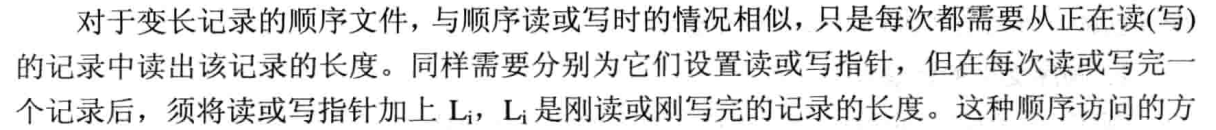 对于变长记录的顺序文件，与顺序读或写时的情况相似，只是每次都需要从正在读(写)
的记录中读出该记录的长度。同样需要分别为它们设置读或写指针，但在每次读或写完一
个记录后，须将读或写指针加上 Li，Li 是刚读或刚写完的记录的长度。这种顺序访问的方